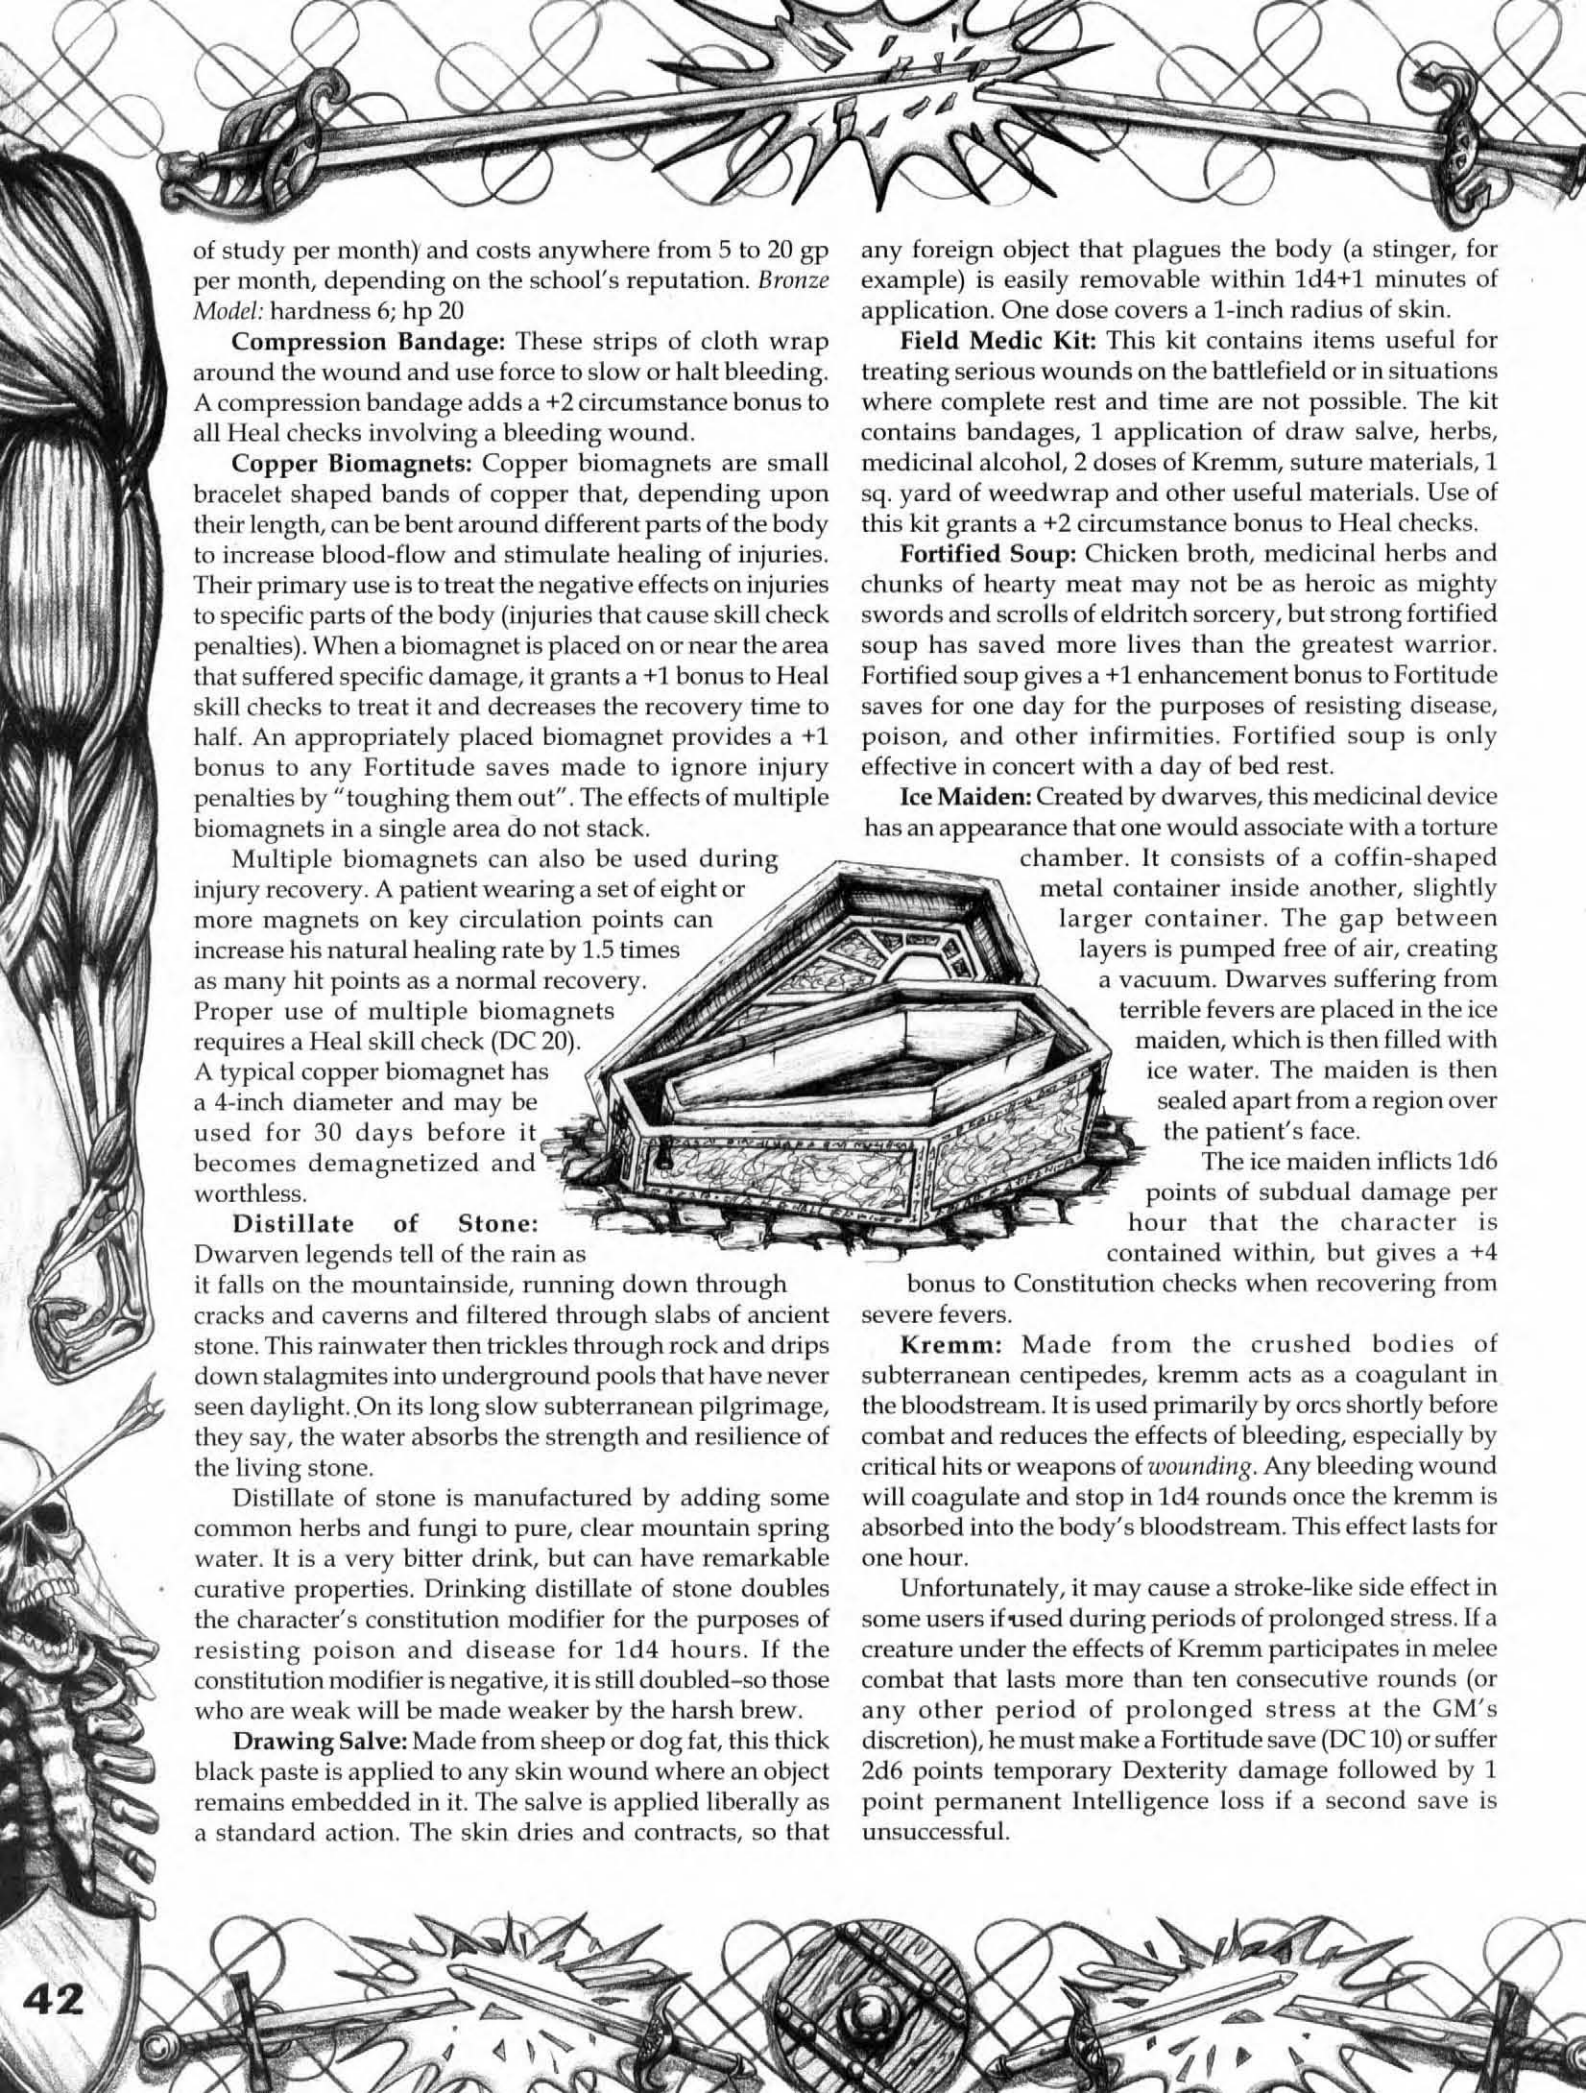 of study per month) and costs anywhere from 5 to 20 gp
per month, depending on the school's reputation. Bronze
Model: hardness 6; hp 20
Compression Bandage: These strips of cloth wrap
around the wound and use force to slow or halt bleeding.
A compression bandage adds a +2 circumstance bonus to
all Heal checks involving a bleeding wound.
Copper Biomagnets: Copper biomagnets are small
bracelet shaped bands of copper that, depending upon
their length, can be bent around different parts of the body
to increase blood-flow and stimulate healing of injuries.
Their primary use is to treat the negative effects on injuries
to specific parts of the body (injuries that cause skill check
penalties). When a biomagnet is placed on or near the area
that suffered specific damage, it grants a +1 bonus to Heal
skill checks to treat it and decreases the recovery time to
half. An appropriately placed biomagnet provides a +1
bonus to any Fortitude saves made to ignore injury
penalties by "toughing them out". The effects of multiple
biomagnets in a single area do not stack.
Multiple biomagnets can also be used during
injury recovery. A patient wearing a set of eight or
more magnets on key circulation points can
increase his natural healing rate by 1.5 times
as many hit points as a normal recovery.
Proper use of multiple biomagnets
requires a Heal skill check (DC 20).
A typical copper biomagnet has
a 4-inch diameter and may be
used for 30 days before it
becomes demagnetized and
worthless.
Distillate of Stone:
Dwarven legends tell of the rain as
it falls on the mountainside, running down through
cracks and caverns and filtered through slabs of ancient
stone. This rainwater then trickles through rock and drips
down stalagmites into underground pools that have never
seen daylight. On its long slow subterranean pilgrimage,
they say, the water absorbs the strength and resilience of
the living stone.
Distillate of stone is manufactured by adding some
common herbs and fungi to pure, clear mountain spring
water. It is a very bitter drink, but can have remarkable
curative properties. Drinking distillate of stone doubles
the character's constitution modifier for the purposes of
resisting poison and disease for 1d4 hours. If the
constitution modifier is negative, it is still doubled–so those
who are weak will be made weaker by the harsh brew.
Drawing Salve: Made from sheep or dog fat, this thick
black paste is applied to any skin wound where an object
remains embedded in it. The salve is applied liberally as
a standard action. The skin dries and contracts, so that
any foreign object that plagues the body (a stinger, for
example) is easily removable within 1d4+1 minutes of
application. One dose covers a 1-inch radius of skin.
Field Medic Kit: This kit contains items useful for
treating serious wounds on the battlefield or in situations
where complete rest and time are not possible. The kit
contains bandages, 1 application of draw salve, herbs,
medicinal alcohol, 2 doses of Kremm, suture materials, 1
sq. yard of weedwrap and other useful materials. Use of
this kit grants a +2 circumstance bonus to Heal checks.
Fortified Soup: Chicken broth, medicinal herbs and
chunks of hearty meat may not be as heroic as mighty
swords and scrolls of eldritch sorcery, but strong fortified
soup has saved more lives than the greatest warrior.
Fortified soup gives a +1 enhancement bonus to Fortitude
saves for one day for the purposes of resisting disease,
poison, and other infirmities. Fortified soup is only
effective in concert with a day of bed rest.
Ice Maiden: Created by dwarves, this medicinal device
has an appearance that one would associate with a torture
chamber. It consists of a coffin-shaped
metal container inside another, slightly
larger container. The gap between
layers is pumped free of air, creating
a vacuum. Dwarves suffering from
terrible fevers are placed in the ice
maiden, which is then filled with
ice water. The maiden is then
sealed apart from a region over
the patient's face.
The ice maiden inflicts 1d6
points of subdual damage per
hour that the character is
contained within, but gives a +4
bonus to Constitution checks when recovering from
severe fevers.
Kremm: Made from the crushed bodies of
subterranean centipedes, kremm acts as a coagulant in
the bloodstream. It is used primarily by orcs shortly before
combat and reduces the effects of bleeding, especially by
critical hits or weapons of wounding. Any bleeding wound
will coagulate and stop in 1d4 rounds once the kremm is
absorbed into the body's bloodstream. This effect lasts for
one hour.
Unfortunately, it may cause a stroke-like side effect in
some users if used during periods of prolonged stress. If a
creature under the effects of Kremm participates in melee
combat that lasts more than ten consecutive rounds (or
any other period of prolonged stress at the GM's
discretion), he must make a Fortitude save (DC 10) or suffer
2d6 points temporary Dexterity damage followed by 1
point permanent Intelligence loss if a second save is
unsuccessful.
42